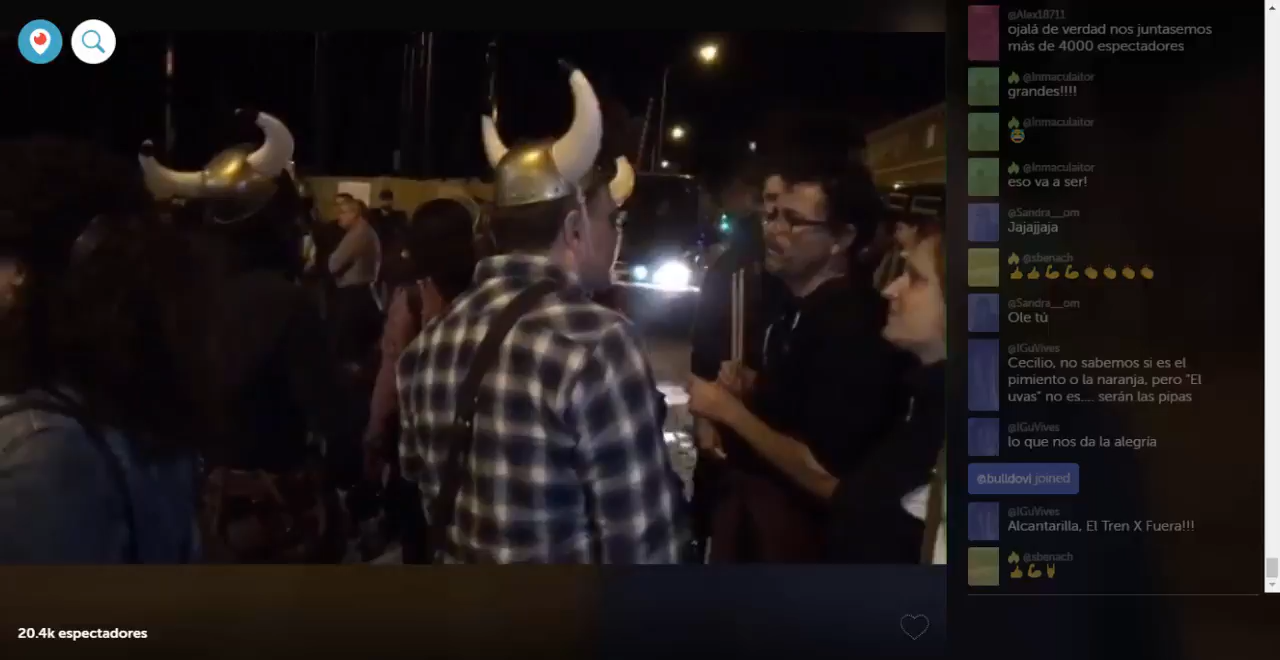 @Alex18711
ojalá de verdad nos juntasemos
más de 4000 espectadores
@Inmaculaitor
grandes!!!!
@Inmaculaitor
@Inmaculaitor
eso va a ser!
@Sandra__om
Jajajjaja
@sbenach
@Sandra__om
Ole tú
@IGuVives
Cecilio, no sabemos si es el
pimiento o la naranja, pero "El
uvas" no es.... serán las pipas
@IGuVives
lo que nos da la alegría
@bulldovi joined
@IGuVives
Alcantarilla, El Tren X Fuera!!!
@sbenach
20.4k espectadores